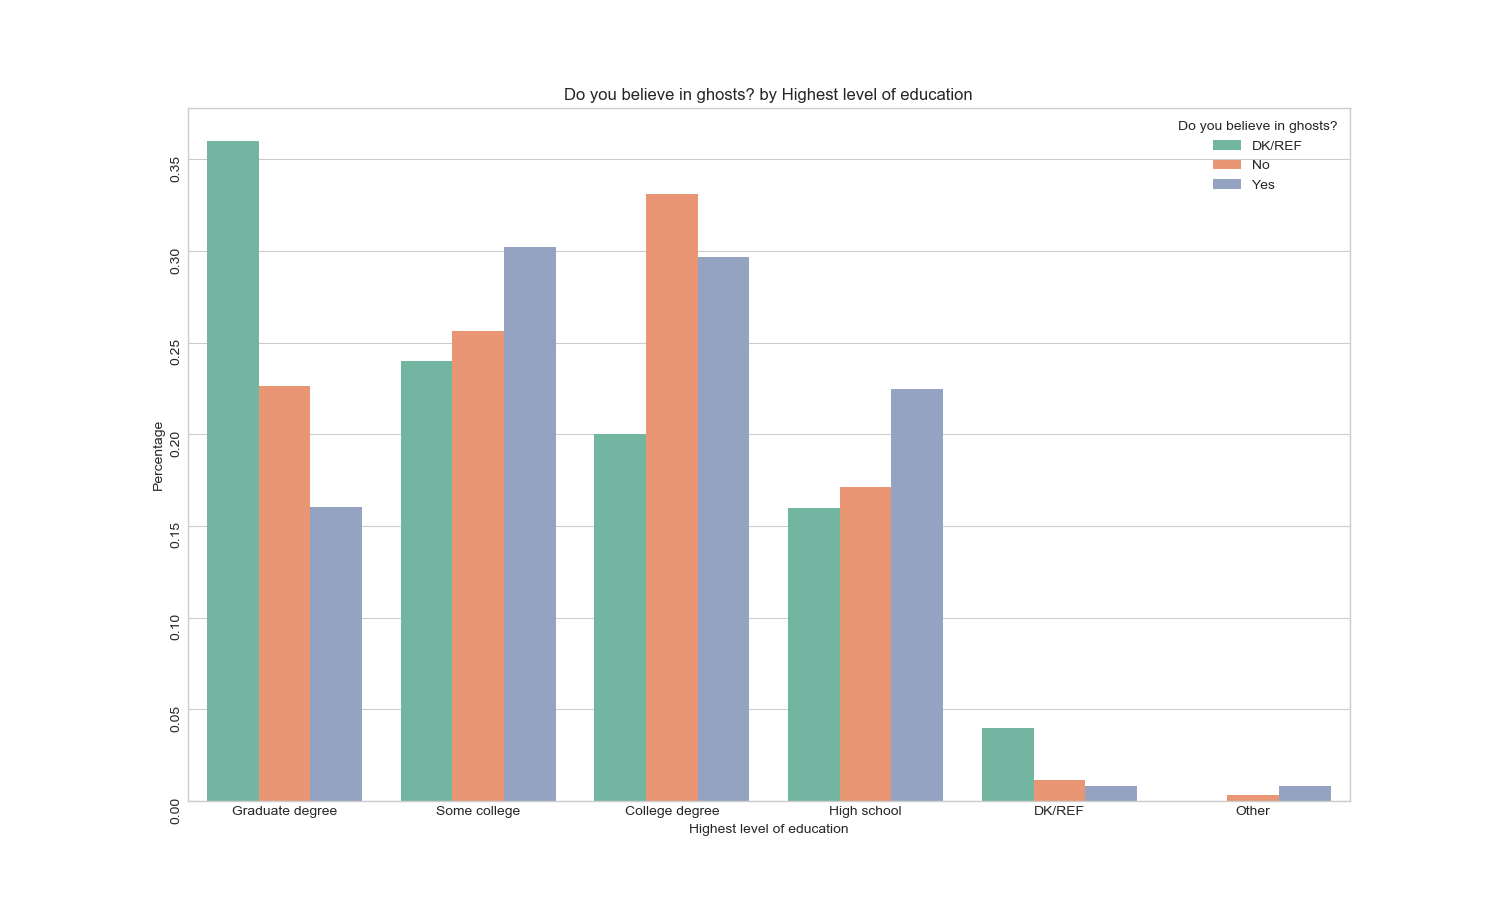 Do you believe in ghosts? by Highest level of education
Do you believe in ghosts?
DK/REF
No
Yes
0.35
0.30
0.25
0.20
0.15
0.10
0.05
0.00
Percentage
Graduate degree
Some college
College degree
High school
DK/REF
Other
Highest level of education